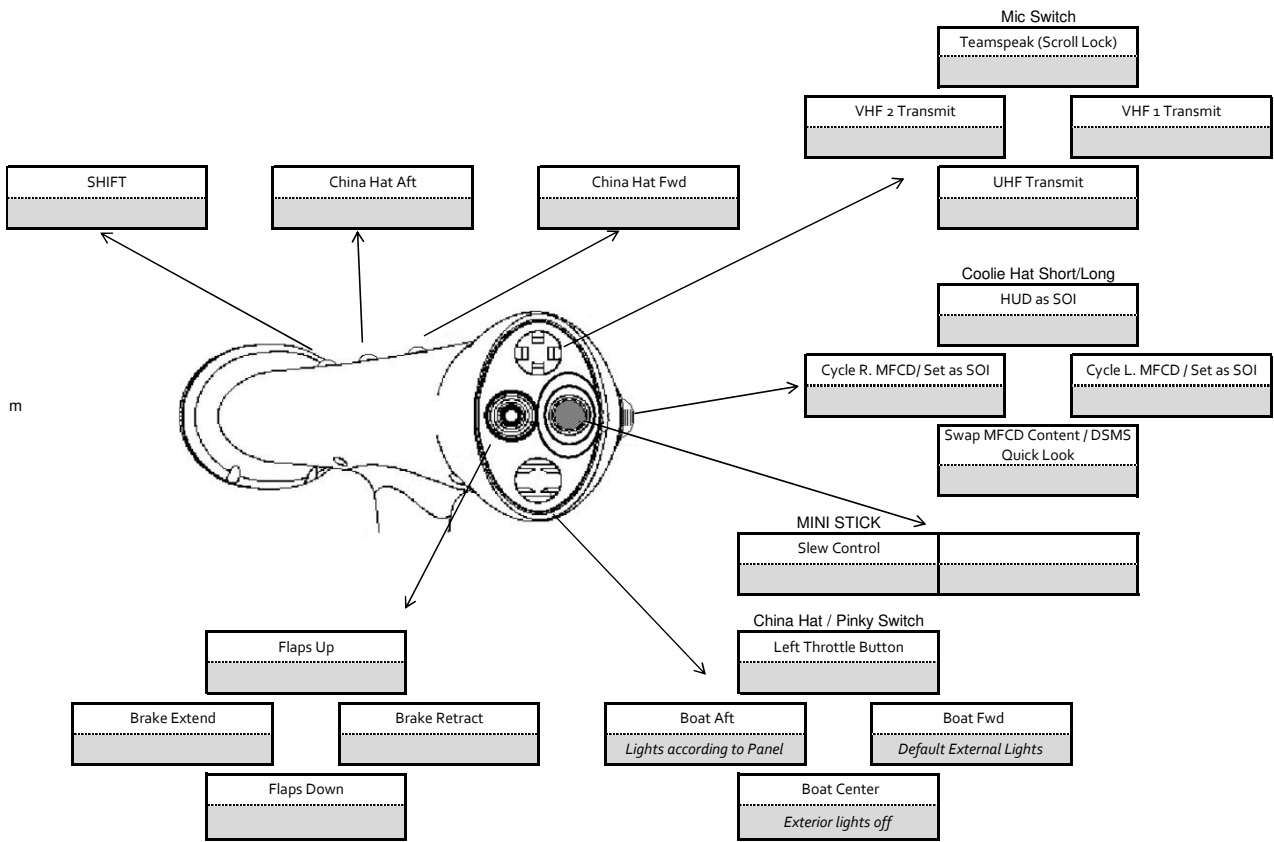 Mic Switch
Teamspeak (Scroll Lock)
VHF 2 Transmit
VHF 1 Transmit
SHIFT
China Hat Aft
China Hat Fwd
UHF Transmit
Coolie Hat Short/Long
HUD as SOI
Cycle R. MFCD/ Set as SOI
Cycle L. MFCD / Set as SOI
m
Swap MFCD Content / DSMS
Quick Look
MINI STICK
Slew Control
China Hat / Pinky Switch
Flaps Up
Left Throttle Button
Brake Extend
Brake Retract
Boat Aft
Boat Fwd
Lights according to Panel
Default External Lights
Flaps Down
Boat Center
Exterior lights off